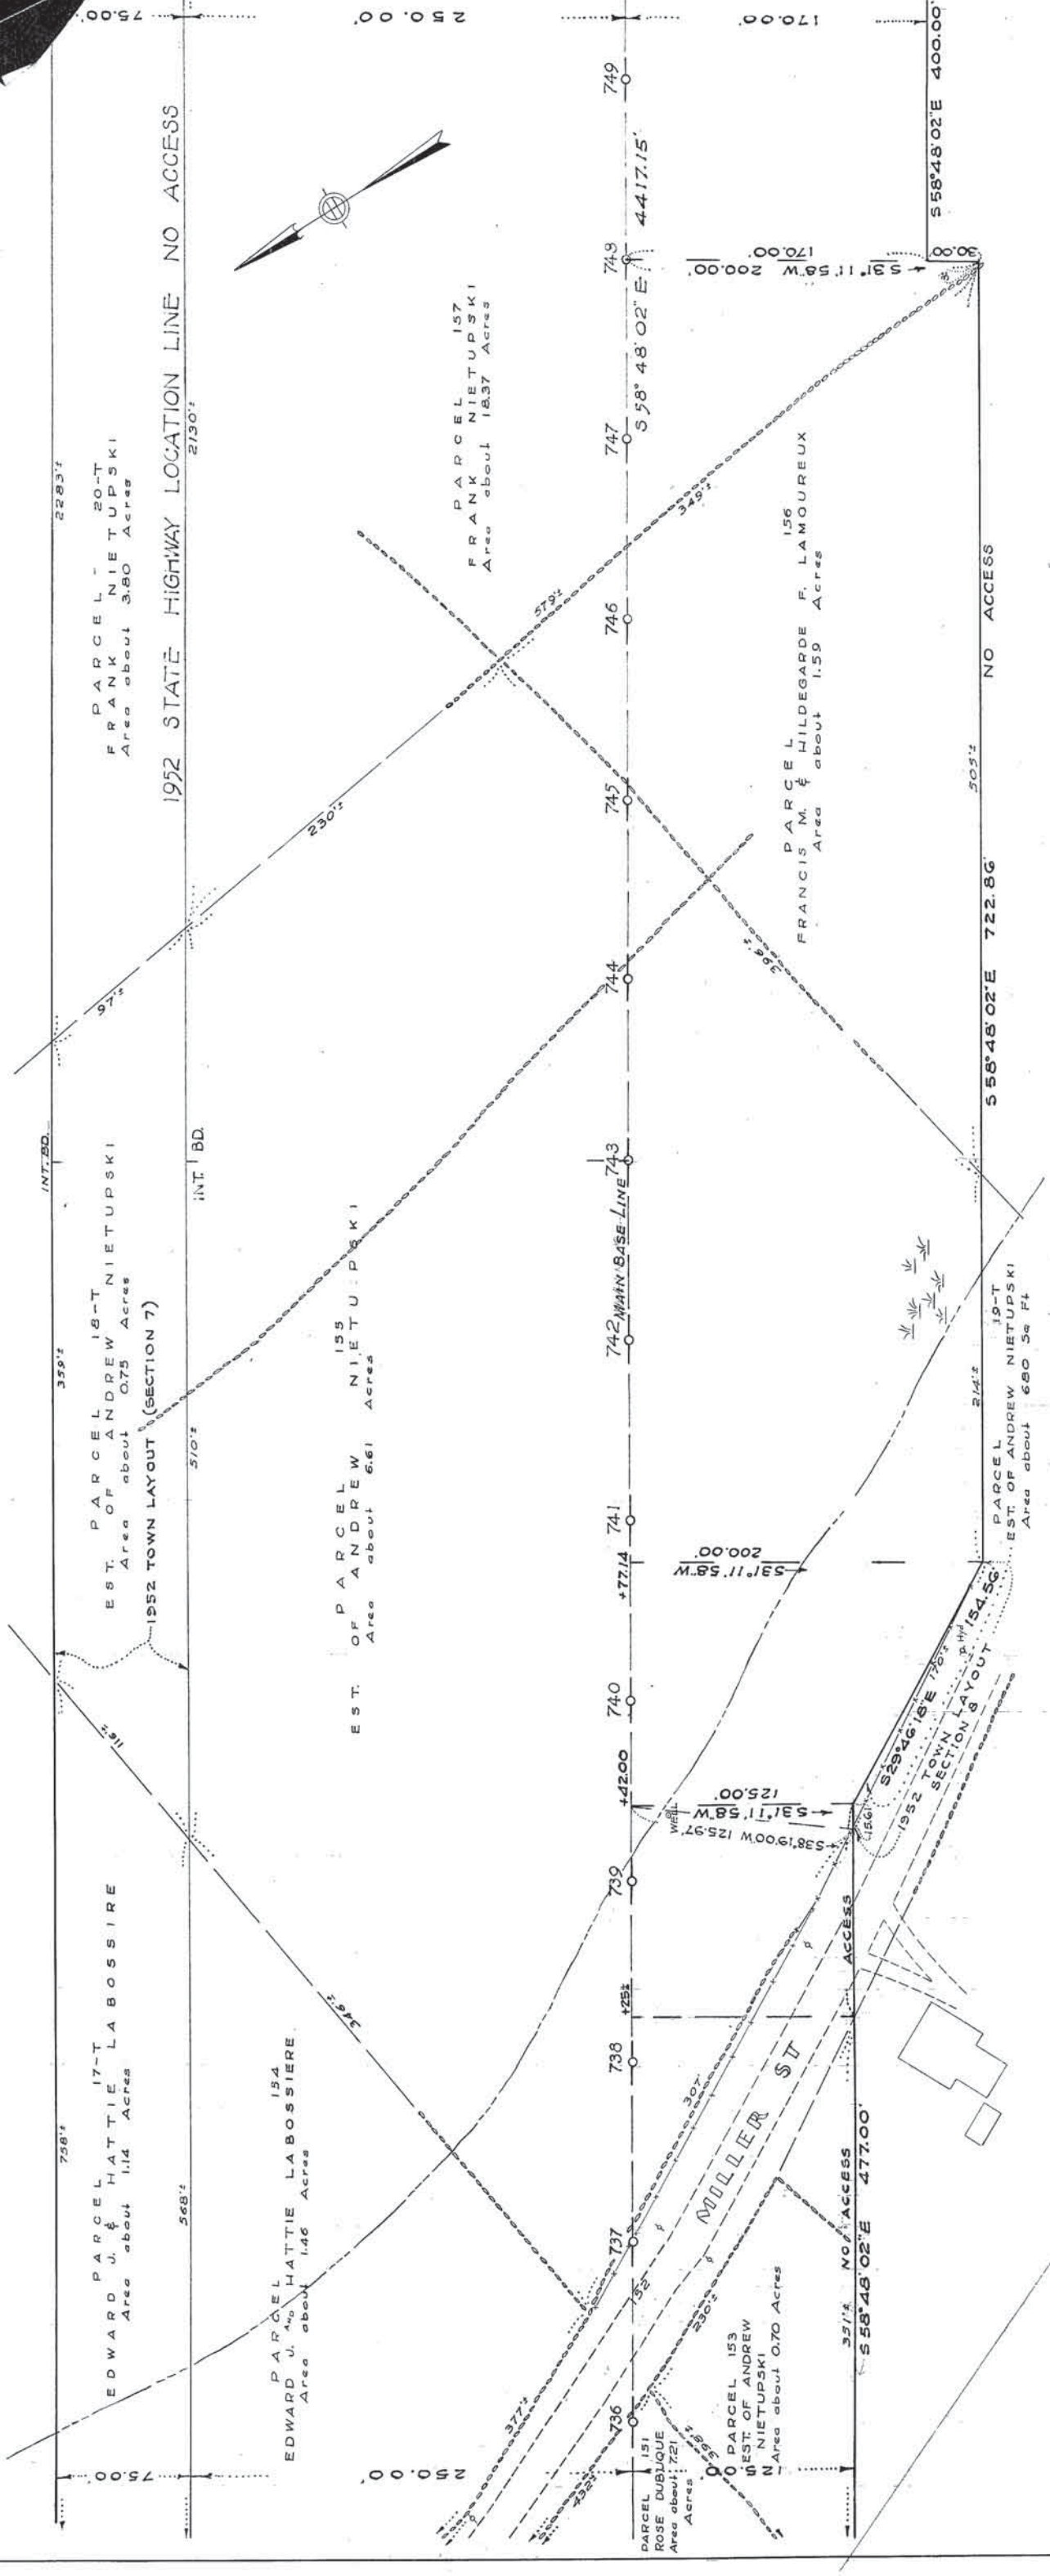 75.00'
250.00'
170.00'
2283'±
PARCEL - 20-T
FRANK NIETUPSKI
Area about 3.80 Acres
1952 STATE HIGHWAY LOCATION LINE NO ACCESS
2130'±
PARCEL 157
FRANK NIETUPSKI
Area about 18.37 Acres
749
748
747
746
745
744
743
742
741
740
739
738
737
736
S 58° 48' 02" E 4417.15'
S 58°48'02"E 400.00'
S31°11'58"W 200.00'
170.00'
30.00'
349'±
579'±
230'±
97'±
PARCEL 156
FRANCIS M. & HILDEGARDE F. LAMOUREUX
Area about 1.59 Acres
NO ACCESS
505'±
S 58°48'02"E 722.86'
396'±
INT. BD.
INT. BD.
359'±
PARCEL 18-T
EST. OF ANDREW NIETUPSKI
Area about 0.75 Acres
1952 TOWN LAYOUT (SECTION 7)
510'±
PARCEL 155
EST. OF ANDREW NIETUPSKI
Area about 6.61 Acres
MAIN BASE LINE
+77.14
S31°11'58"W
200.00'
214'±
PARCEL 19-T
EST. OF ANDREW NIETUPSKI
Area about 680 Sq Ft
S29°46'18"E 154.56'
170'±
Hyd
1952 TOWN LAYOUT
SECTION 8
116'±
+42.00
S31°11'58"W
125.00'
WELL
S38°19'00"W 125.97'
15.61'
ACCESS
+25±
646'±
758'±
PARCEL 17-T
EDWARD J. & HATTIE LABOSSIRE
Area about 1.14 Acres
568'±
PARCEL 154
EDWARD J. AND HATTIE LABOSSIERE
Area about 1.46 Acres
307'
MILLER ST
152
230'±
377'±
432'±
NO ACCESS
351'±
S 58°48'02"E 477.00'
PARCEL 153
EST. OF ANDREW
NIETUPSKI
Area about 0.70 Acres
PARCEL 151
ROSE DUBUQUE
Area about 7.21
Acres
75.00'
250.00'